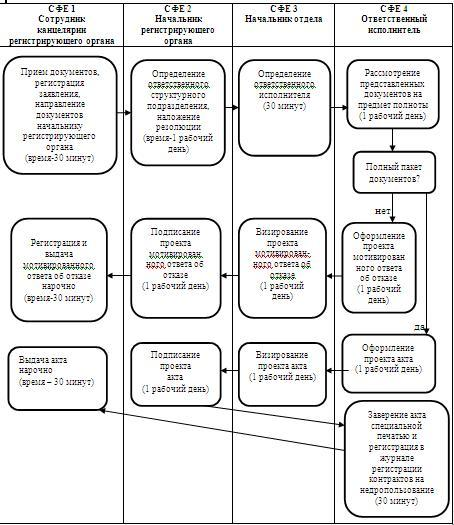 СФЕ 1
Сотрудник
канцелярии
регистрирующего органа
СФЕ 2
Начальник
регистрирующего
органа
СФЕ 3
Начальник отдела
СФЕ 4
Ответственный
исполнитель
Прием документов,
регистрация
заявления,
направление
документов
начальнику
регистрирующего
органа
(время-30 минут)
Определение
ответственного
структурного
подразделения,
наложение
резолюции
(время-1 рабочий
день)
Определение
ответственного
исполнителя
(30 минут)
Рассмотрение
представленных
документов на
предмет полноты
(1 рабочий день)
Полный пакет
документов?
нет
Регистрация и
выдача
мотивированного
ответа об отказе
нарочно
(время-30 минут)
Подписание
проекта
мотивирован
ного ответа об
отказе
(1 рабочий день)
Визирование
проекта
мотивирован-
ного ответа об
отказе
(1 рабочий
день)
Оформление
проекта
мотивирован
ного ответа
об отказе
(1 рабочий
день)
да
Выдача акта
нарочно
(время – 30 минут)
Подписание
проекта
акта
(1 рабочий день)
Визирование
проекта акта
(1 рабочий день)
Оформление
проекта акта
(1 рабочий день)
Заверение акта
специальной
печатью и
регистрация в
журнале
регистрации
контрактов на
недропользование
(30 минут)